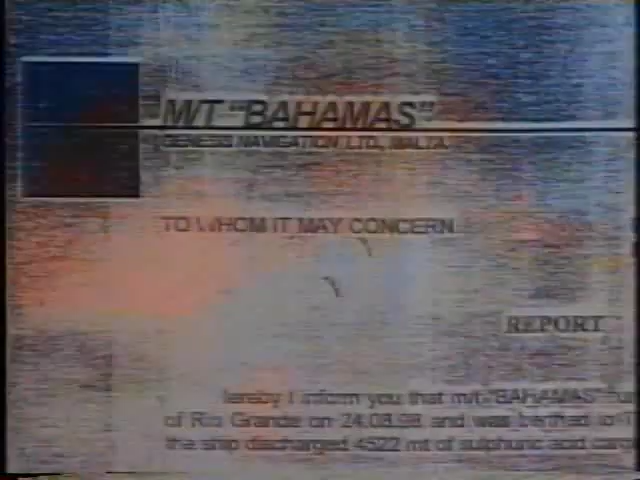 M/T "BAHAMAS"
GENESIS NAVIGATION LTD., MALTA
TO WHOM IT MAY CONCERN
REPORT
hereby I inform you that m/t "BAHAMAS"
of Rio Grande on 24.08.98 and was berthed
the ship discharged 4522 mt of sulphuric acid